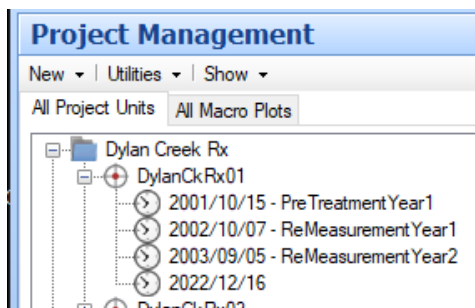 Project Management
New Utilities Show
All Project Units All Macro Plots
Dylan Creek Rx
DylanCkRx01
2001/10/15 - PreTreatmentYear1
2002/10/07 - ReMeasurementYear1
2003/09/05 - ReMeasurementYear2
2022/12/16